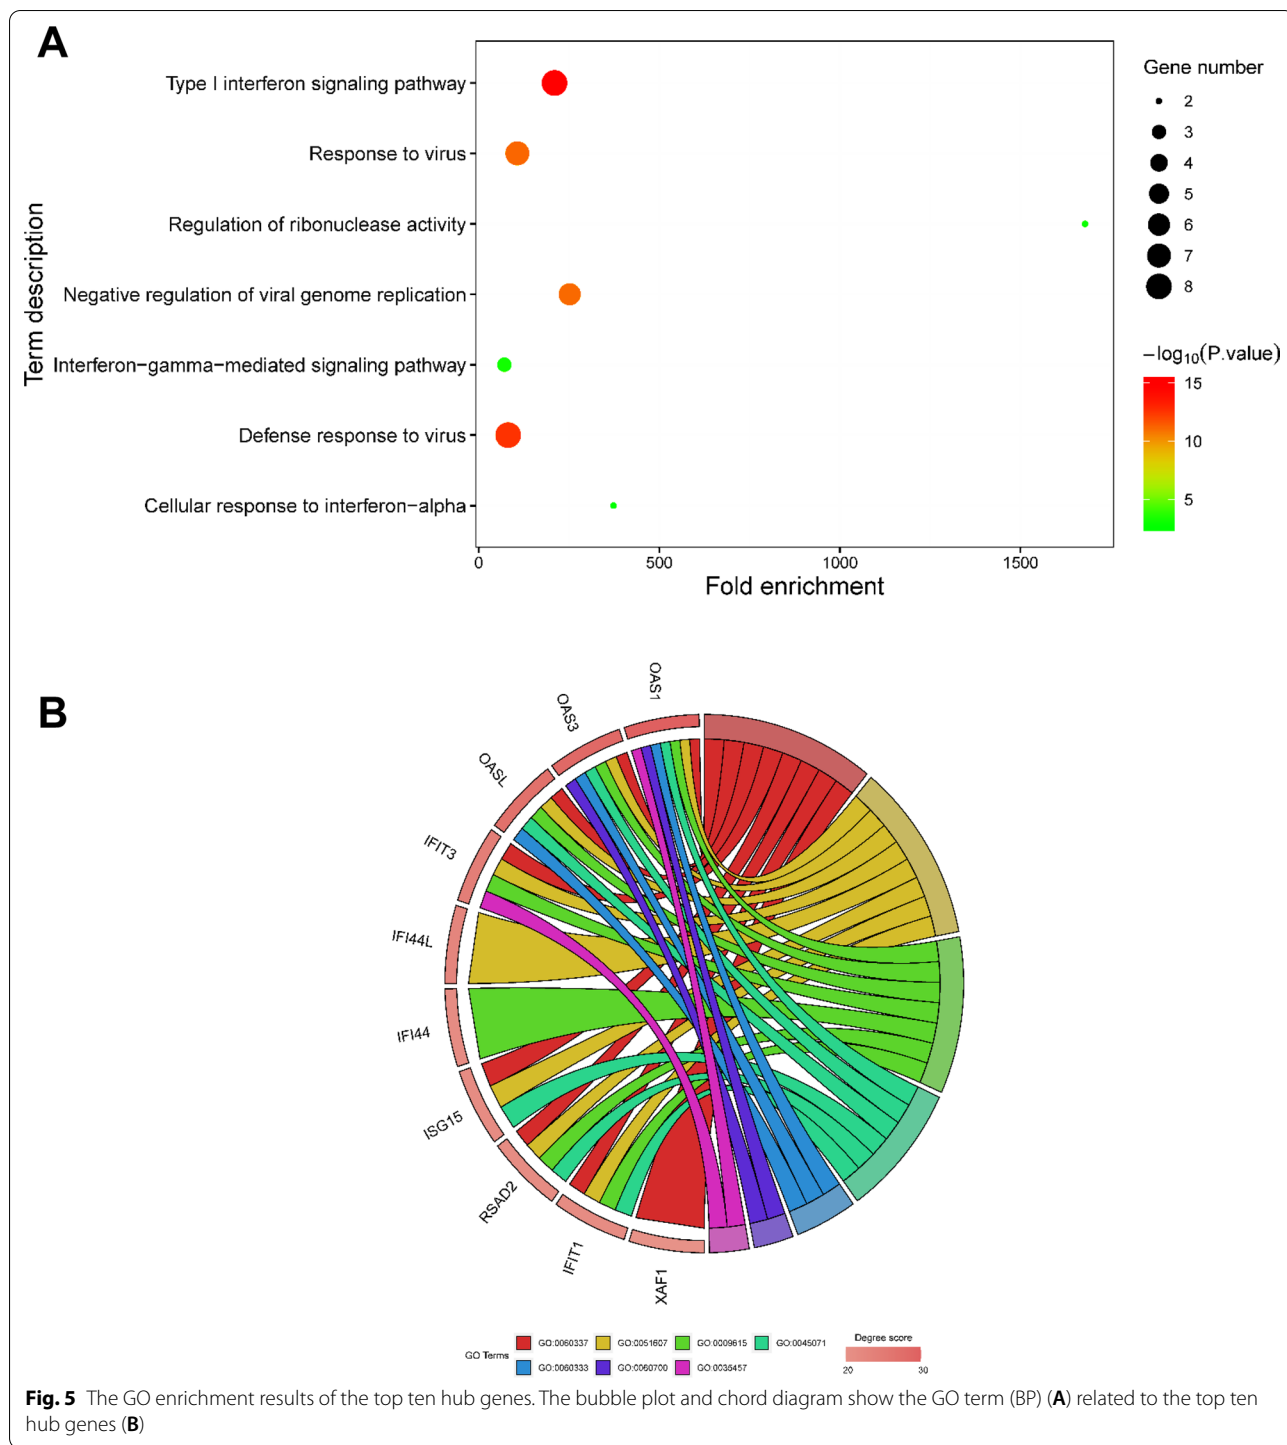 A
Gene number
2
3
4
5
6
7
8
−log10(P.value)
15
10
5
Term description
Type I interferon signaling pathway
Response to virus
Regulation of ribonuclease activity
Negative regulation of viral genome replication
Interferon−gamma−mediated signaling pathway
Defense response to virus
Cellular response to interferon−alpha
0 500 1000 1500
Fold enrichment
B
OAS1
OAS3
OASL
IFIT3
IFI44L
IFI44
ISG15
RSAD2
IFIT1
XAF1
GO Terms
GO:0060337 GO:0051607 GO:0009615 GO:0045071
GO:0060333 GO:0060700 GO:0035457
Degree score
20 30
Fig. 5 The GO enrichment results of the top ten hub genes. The bubble plot and chord diagram show the GO term (BP) (A) related to the top ten
hub genes (B)